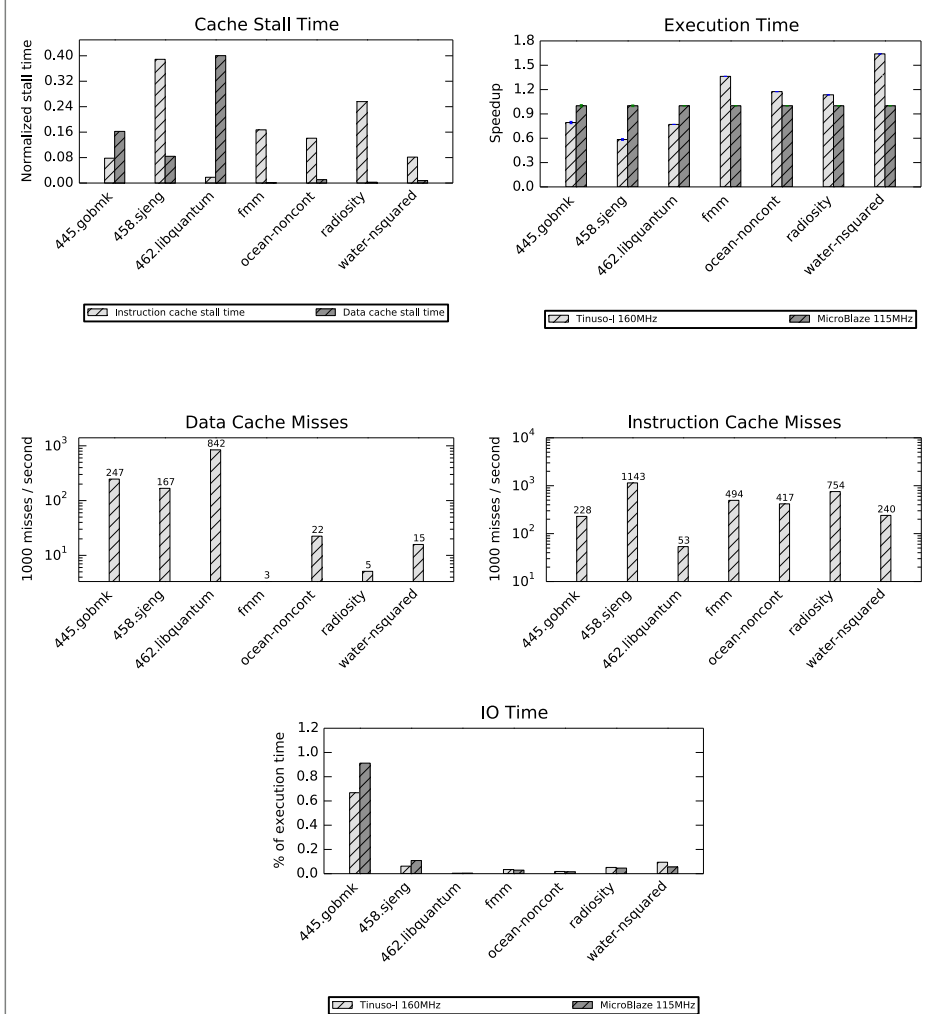 Cache Stall Time
Normalized stall time
0.40
0.32
0.24
0.16
0.08
0.00
445.gobmk
458.sjeng
462.libquantum
fmm
ocean-noncont
radiosity
water-nsquared
Instruction cache stall time
Data cache stall time
Execution Time
Speedup
1.8
1.5
1.2
0.9
0.6
0.3
0.0
445.gobmk
458.sjeng
462.libquantum
fmm
ocean-noncont
radiosity
water-nsquared
Tinuso-I 160MHz
MicroBlaze 115MHz
Data Cache Misses
1000 misses / second
10³
10²
10¹
247
167
842
3
22
5
15
445.gobmk
458.sjeng
462.libquantum
fmm
ocean-noncont
radiosity
water-nsquared
Instruction Cache Misses
1000 misses / second
10⁴
10³
10²
10¹
228
1143
53
494
417
754
240
445.gobmk
458.sjeng
462.libquantum
fmm
ocean-noncont
radiosity
water-nsquared
IO Time
% of execution time
1.2
1.0
0.8
0.6
0.4
0.2
0.0
445.gobmk
458.sjeng
462.libquantum
fmm
ocean-noncont
radiosity
water-nsquared
Tinuso-I 160MHz
MicroBlaze 115MHz